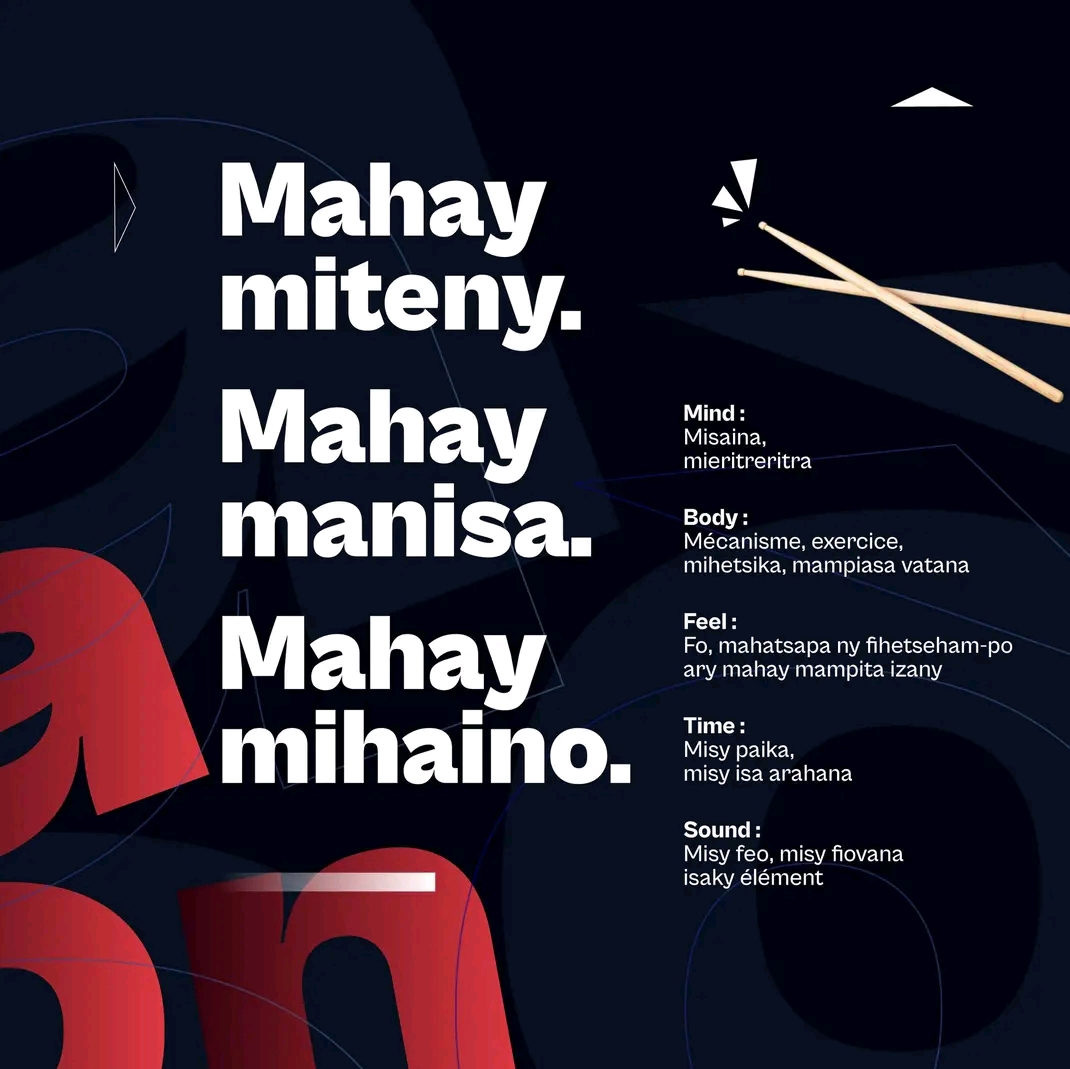 Mahay
miteny.
Mahay
manisa.
Mahay
mihaino.
Mind :
Misaina,
mieritreritra
Body :
Mécanisme, exercice,
mihetsika, mampiasa vatana
Feel :
Fo, mahatsapa ny fihetseham-po
ary mahay mampita izany
Time :
Misy paika,
misy isa arahana
Sound :
Misy feo, misy fiovana
isaky élément